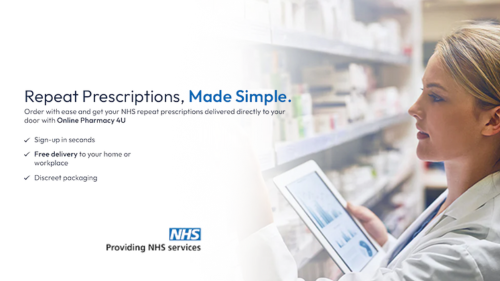 Repeat Prescriptions, Made Simple.
Order with ease and get your NHS repeat prescriptions delivered directly to your
door with Online Pharmacy 4U
Sign-up in seconds
Free delivery to your home or
workplace
Discreet packaging
NHS
Providing NHS services